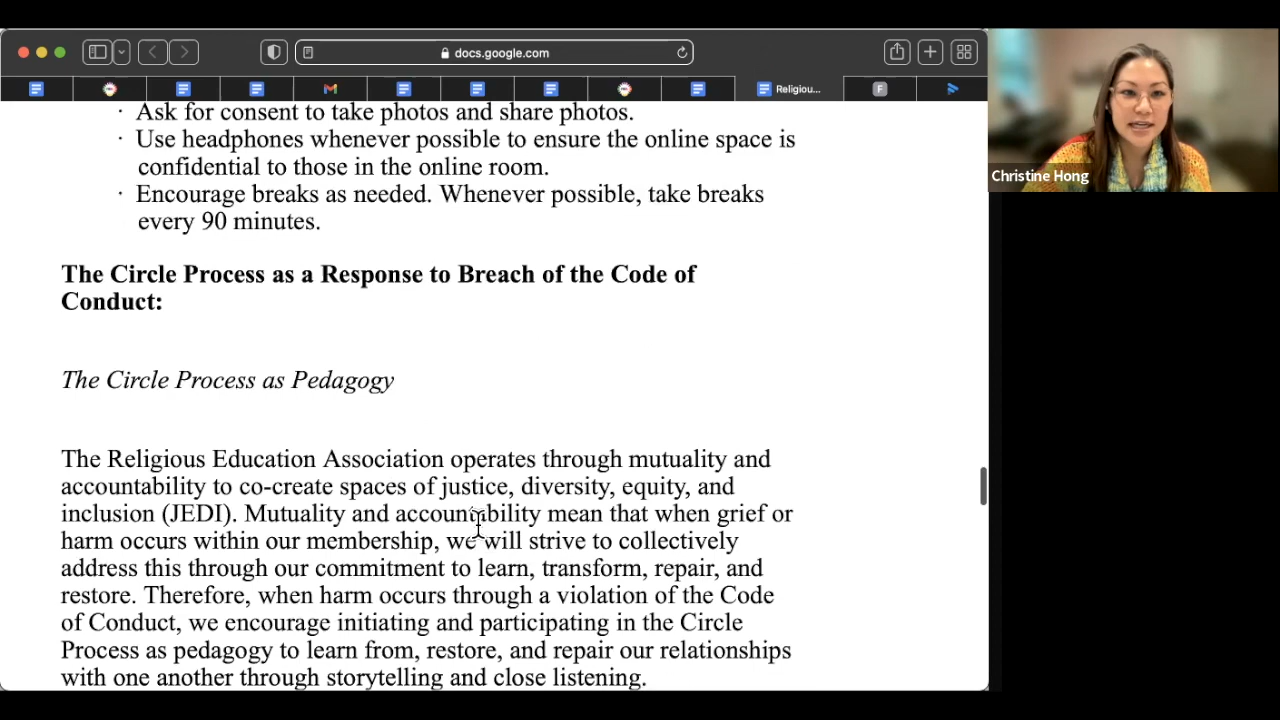 docs.google.com
Religiou...
F
· Ask for consent to take photos and share photos.
· Use headphones whenever possible to ensure the online space is
confidential to those in the online room.
· Encourage breaks as needed. Whenever possible, take breaks
every 90 minutes.
The Circle Process as a Response to Breach of the Code of
Conduct:
The Circle Process as Pedagogy
The Religious Education Association operates through mutuality and
accountability to co-create spaces of justice, diversity, equity, and
inclusion (JEDI). Mutuality and accountability mean that when grief or
harm occurs within our membership, we will strive to collectively
address this through our commitment to learn, transform, repair, and
restore. Therefore, when harm occurs through a violation of the Code
of Conduct, we encourage initiating and participating in the Circle
Process as pedagogy to learn from, restore, and repair our relationships
with one another through storytelling and close listening.
Christine Hong